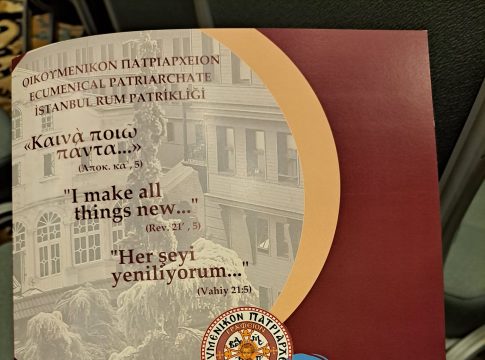 ΟΙΚΟΥΜΕΝΙΚΟΝ ΠΑΤΡΙΑΡΧΕΙΟΝ
ECUMENICAL PATRIARCHATE
İSTANBUL RUM PATRİKLİĞİ
«Καινὰ ποιῶ
πάντα...»
(Ἀποκ. κα΄, 5)
"I make all
things new..."
(Rev. 21' , 5)
"Her şeyi
yeniliyorum..."
(Vahiy 21:5)